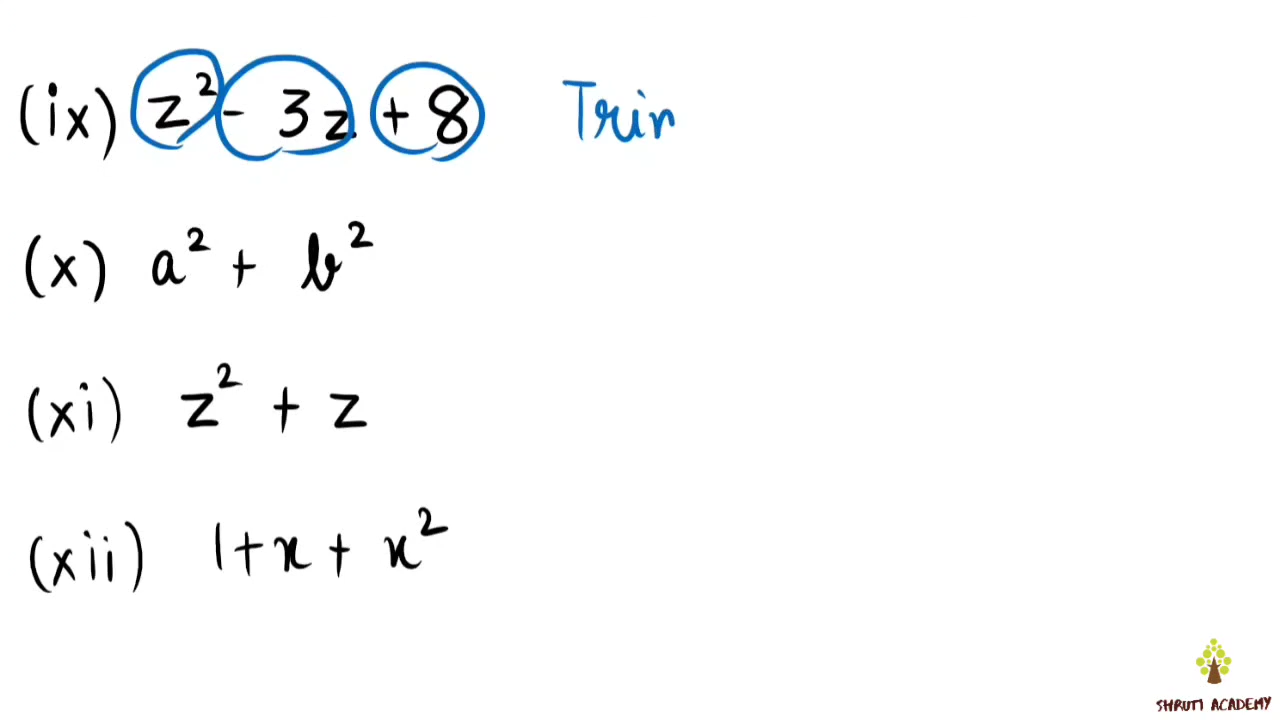 (ix) z² - 3z + 8 Trin
(x) a² + b²
(xi) z² + z
(xii) 1+x + x²
SHRUTI ACADEMY